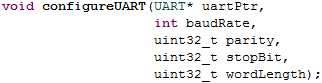 void configureUART(UART* uartPtr,
int baudRate,
uint32_t parity,
uint32_t stopBit,
uint32_t wordLength);